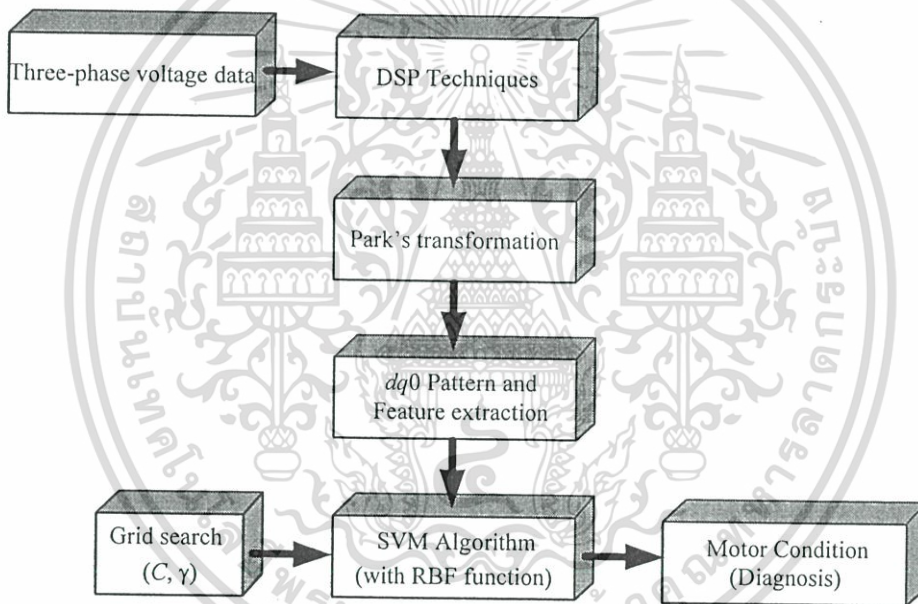 Three-phase voltage data
DSP Techniques
Park's transformation
dq0 Pattern and
Feature extraction
Grid search
(C, γ)
SVM Algorithm
(with RBF function)
Motor Condition
(Diagnosis)